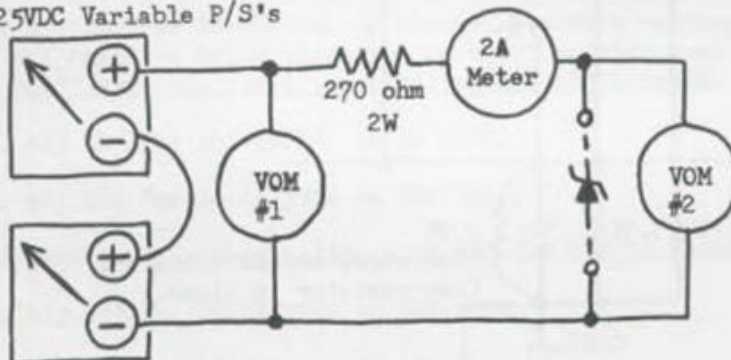 25VDC Variable P/S's
+
−
270 ohm
2W
2A
Meter
VOM
#1
VOM
#2
+
−